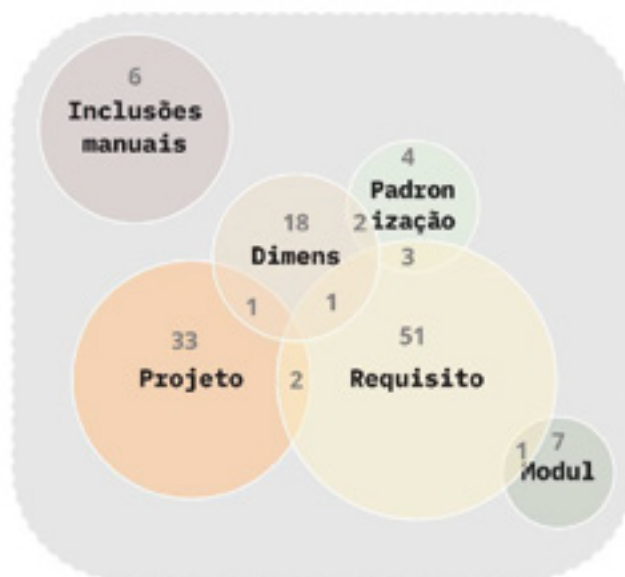 6
Inclusões
manuais
4
Padron
ização
18
2
Dimens
3
1
1
33
51
Projeto
2
Requisito
7
1
Modul